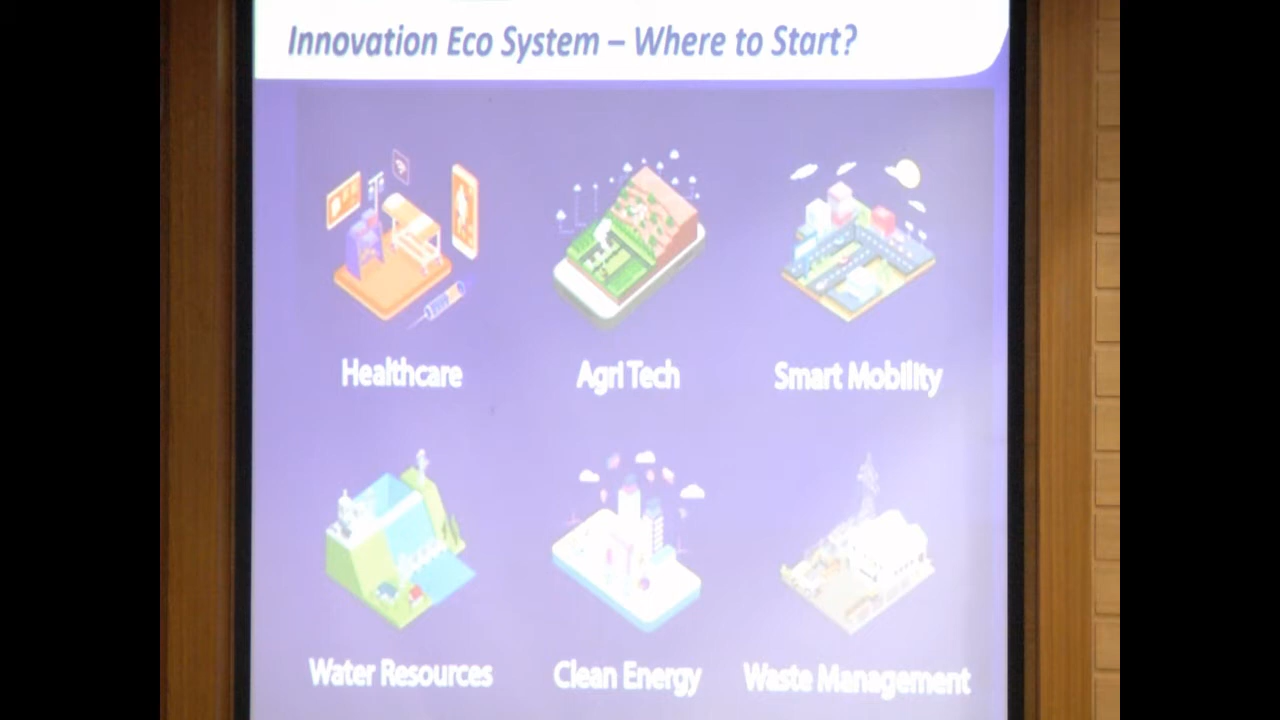 Innovation Eco System – Where to Start?
Healthcare
Agri Tech
Smart Mobility
Water Resources
Clean Energy
Waste Management